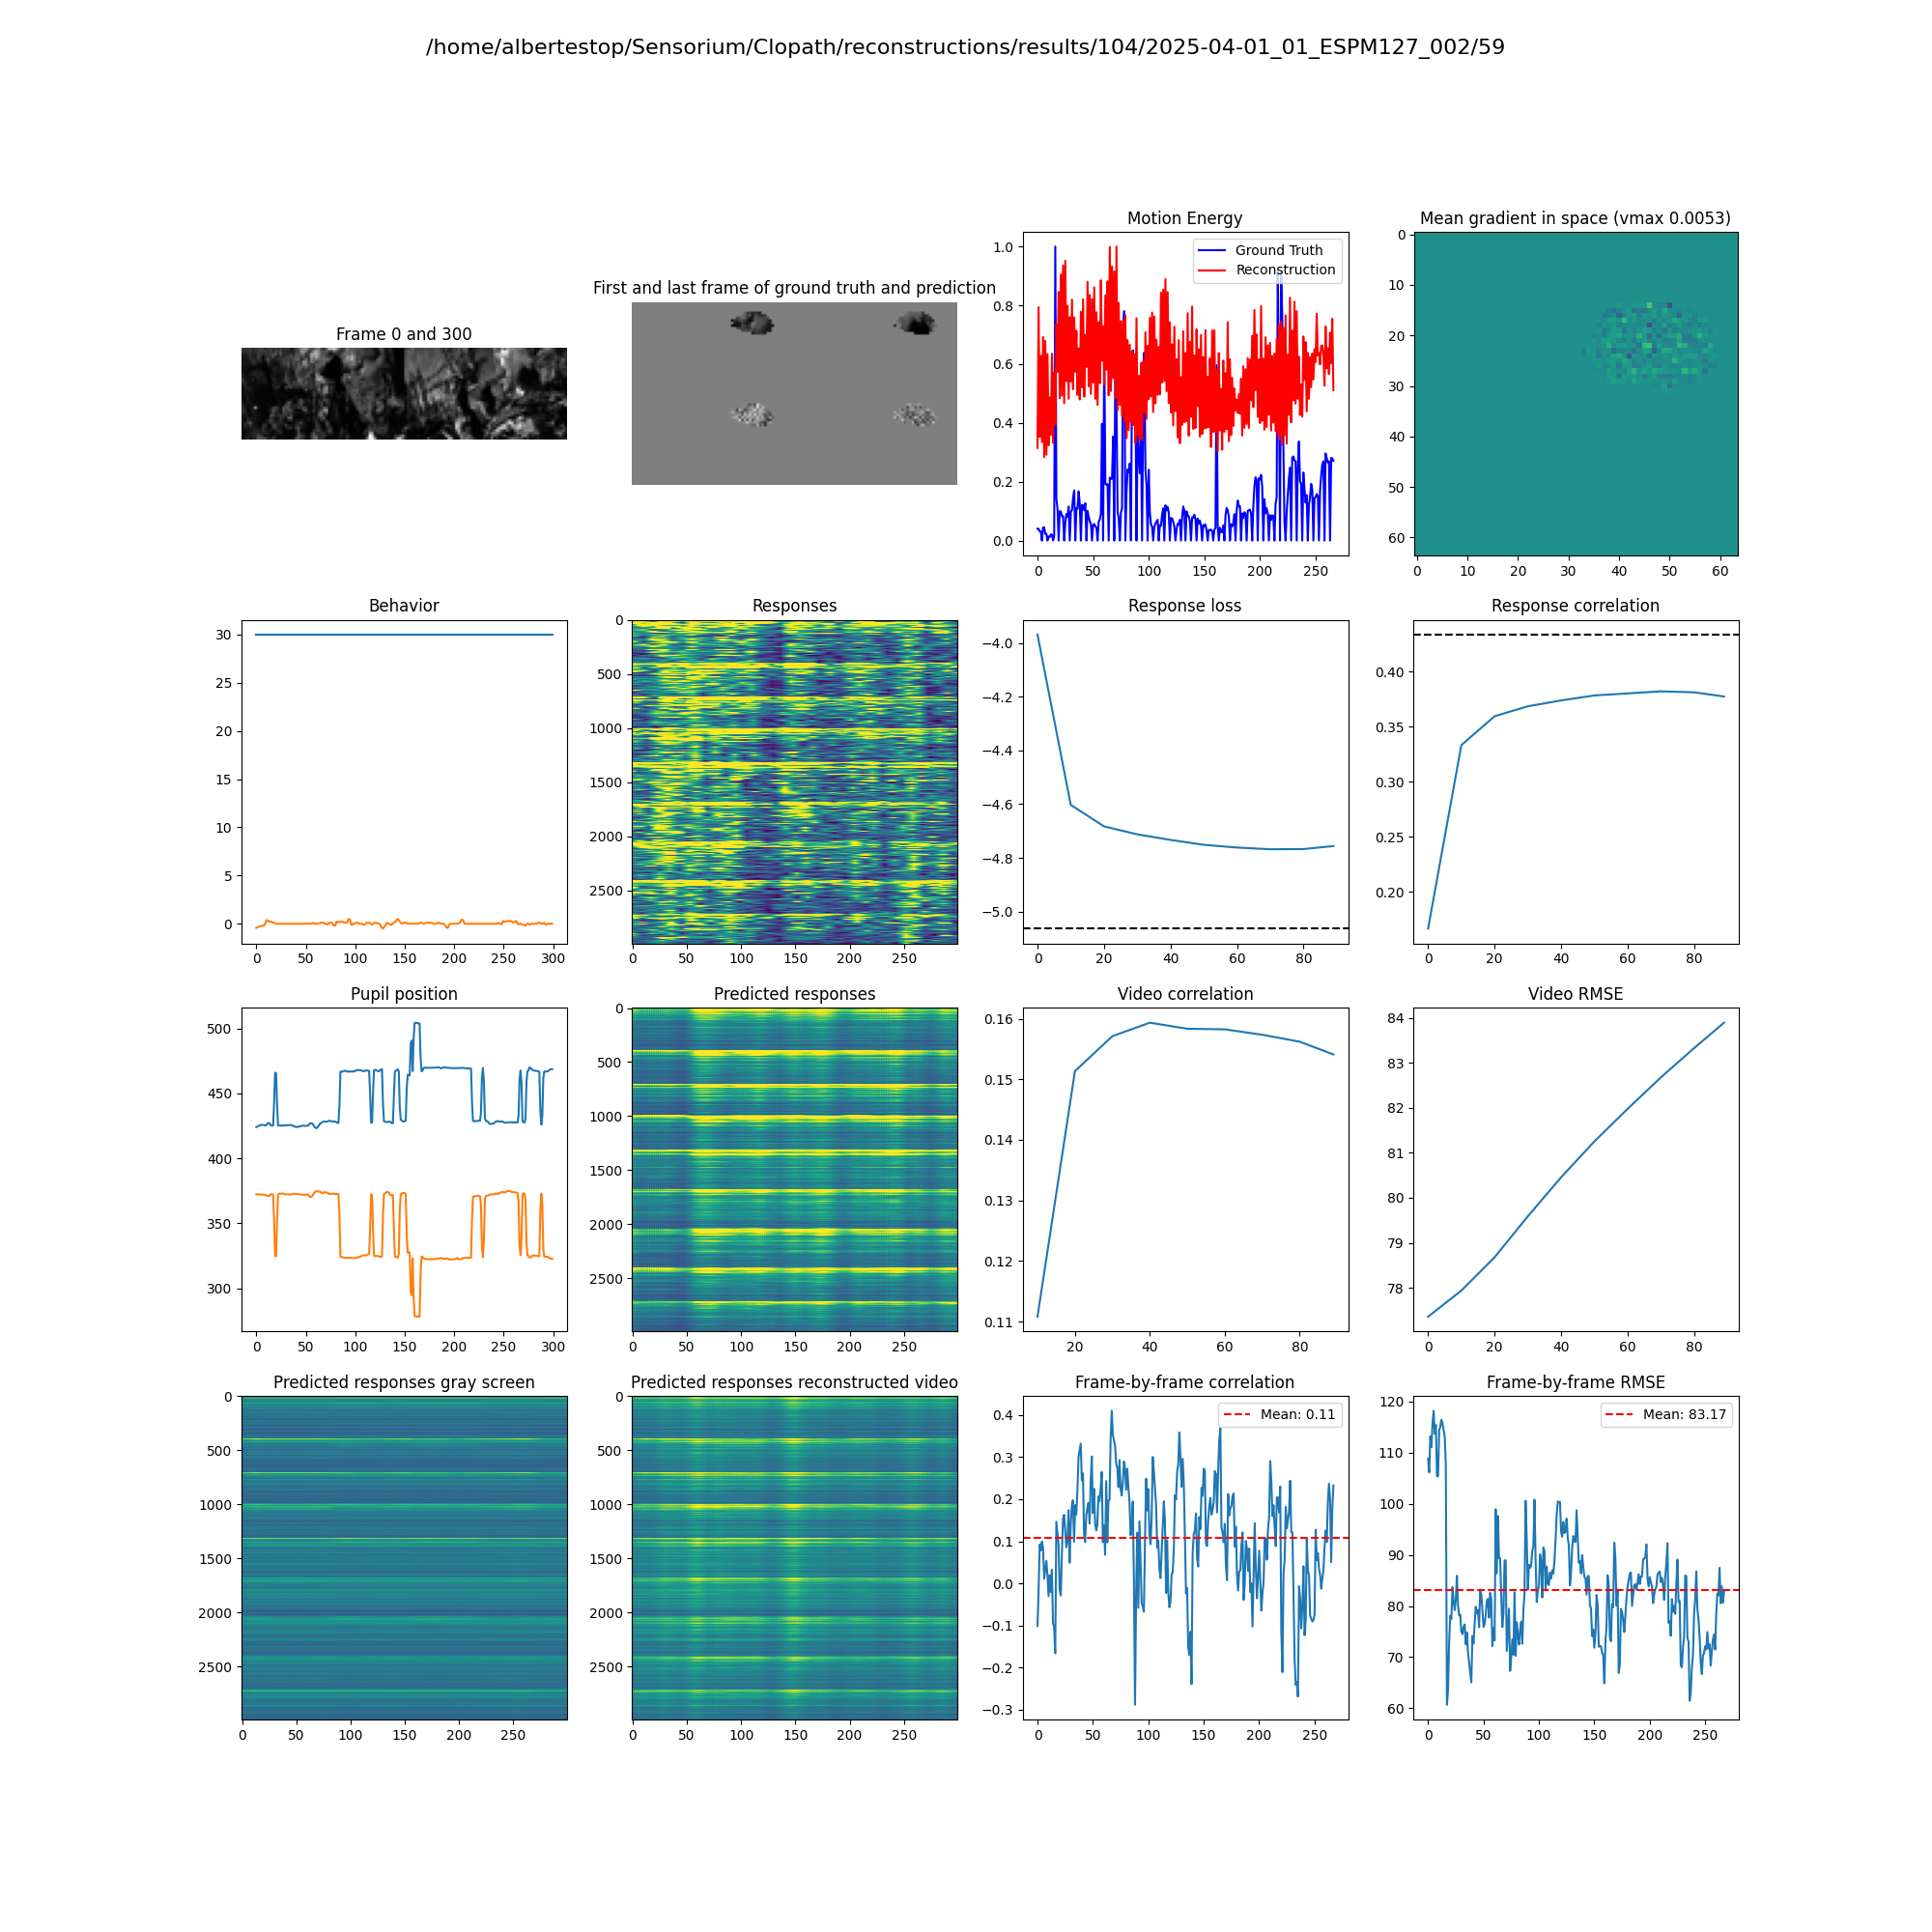 /home/albertestop/Sensorium/Clopath/reconstructions/results/104/2025-04-01_01_ESPM127_002/59
Frame 0 and 300
First and last frame of ground truth and prediction
Motion Energy
Ground Truth
Reconstruction
1.0
0.8
0.6
0.4
0.2
0.0
0 50 100 150 200 250
Mean gradient in space (vmax 0.0053)
0
10
20
30
40
50
60
0 10 20 30 40 50 60
Behavior
30
25
20
15
10
5
0
0 50 100 150 200 250 300
Responses
0
500
1000
1500
2000
2500
0 50 100 150 200 250
Response loss
−4.0
−4.2
−4.4
−4.6
−4.8
−5.0
0 20 40 60 80
Response correlation
0.40
0.35
0.30
0.25
0.20
0 20 40 60 80
Pupil position
500
450
400
350
300
0 50 100 150 200 250 300
Predicted responses
0
500
1000
1500
2000
2500
0 50 100 150 200 250
Video correlation
0.16
0.15
0.14
0.13
0.12
0.11
20 40 60 80
Video RMSE
84
83
82
81
80
79
78
0 20 40 60 80
Predicted responses gray screen
0
500
1000
1500
2000
2500
0 50 100 150 200 250
Predicted responses reconstructed video
0
500
1000
1500
2000
2500
0 50 100 150 200 250
Frame-by-frame correlation
Mean: 0.11
0.4
0.3
0.2
0.1
0.0
−0.1
−0.2
−0.3
0 50 100 150 200 250
Frame-by-frame RMSE
Mean: 83.17
120
110
100
90
80
70
60
0 50 100 150 200 250